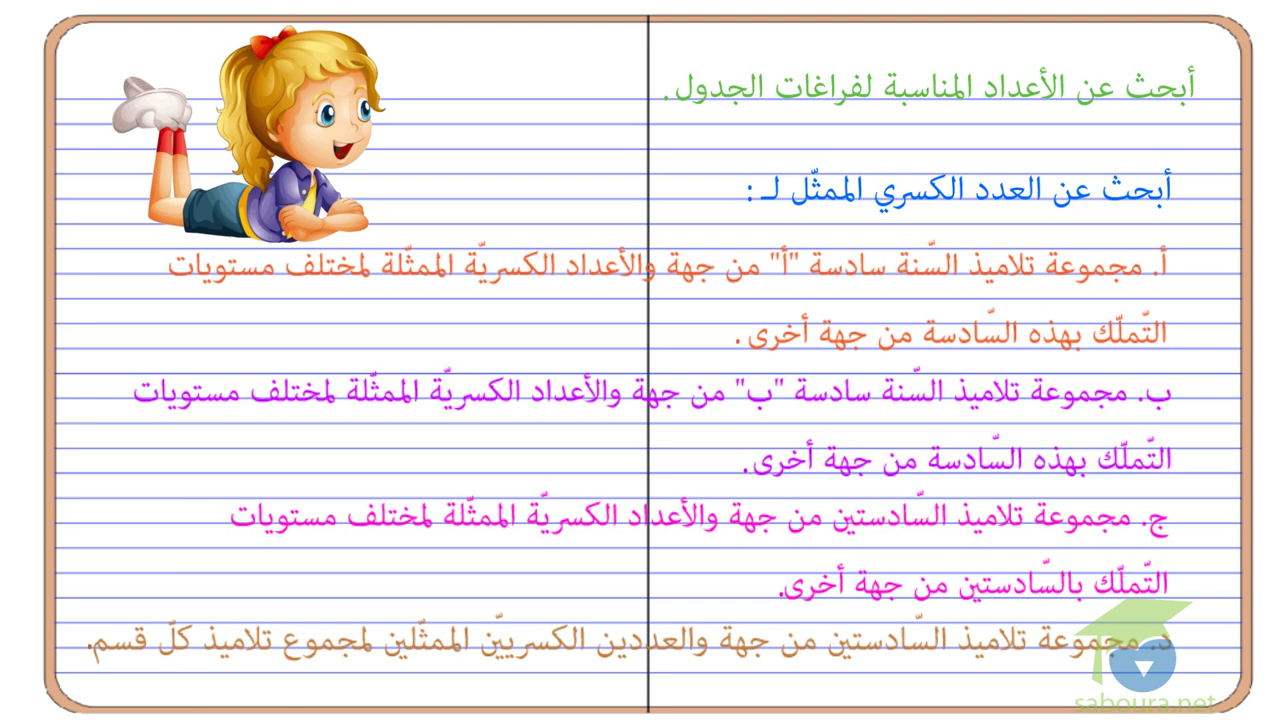 أبحث عن الأعداد المناسبة لفراغات الجدول.
أبحث عن العدد الكسري الممثّل لـ :
أ. مجموعة تلاميذ السّنة سادسة "أ" من جهة والأعداد الكسريّة الممثّلة لمختلف مستويات
التّملّك بهذه السّادسة من جهة أخرى.
ب. مجموعة تلاميذ السّنة سادسة "ب" من جهة والأعداد الكسريّة الممثّلة لمختلف مستويات
التّملّك بهذه السّادسة من جهة أخرى.
ج. مجموعة تلاميذ السّادستين من جهة والأعداد الكسريّة الممثّلة لمختلف مستويات
التّملّك بالسّادستين من جهة أخرى.
د. مجموعة تلاميذ السّادستين من جهة والعددين الكسرييّن الممثّلين لمجموع تلاميذ كلّ قسم.
saboura.net